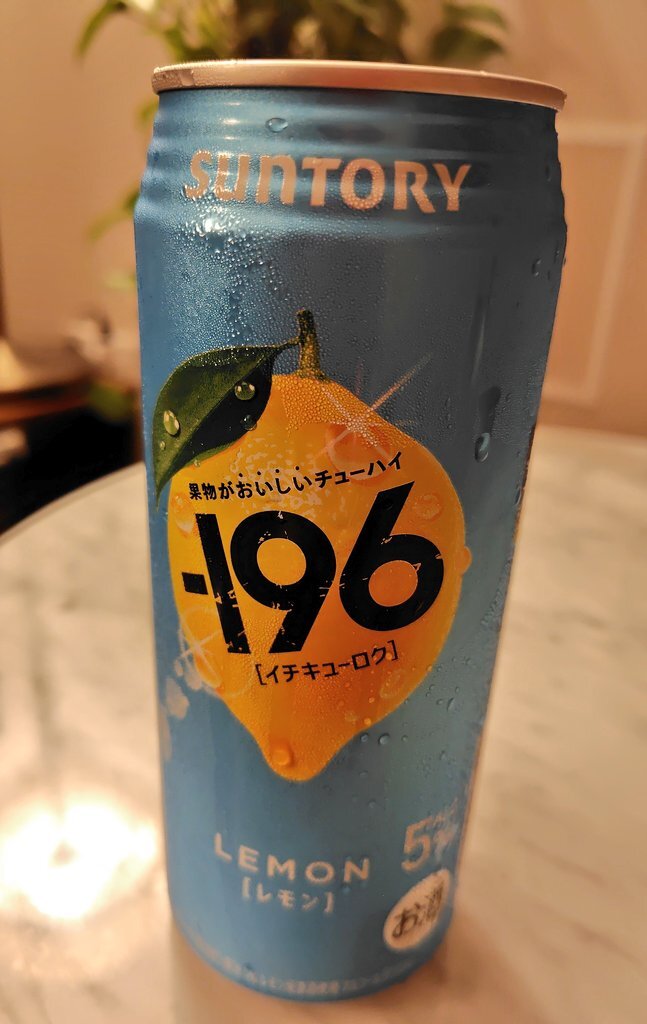 SUNTORY
果物がおいしいチューハイ
-196
[イチキューロク]
LEMON
[レモン]
5%
お酒